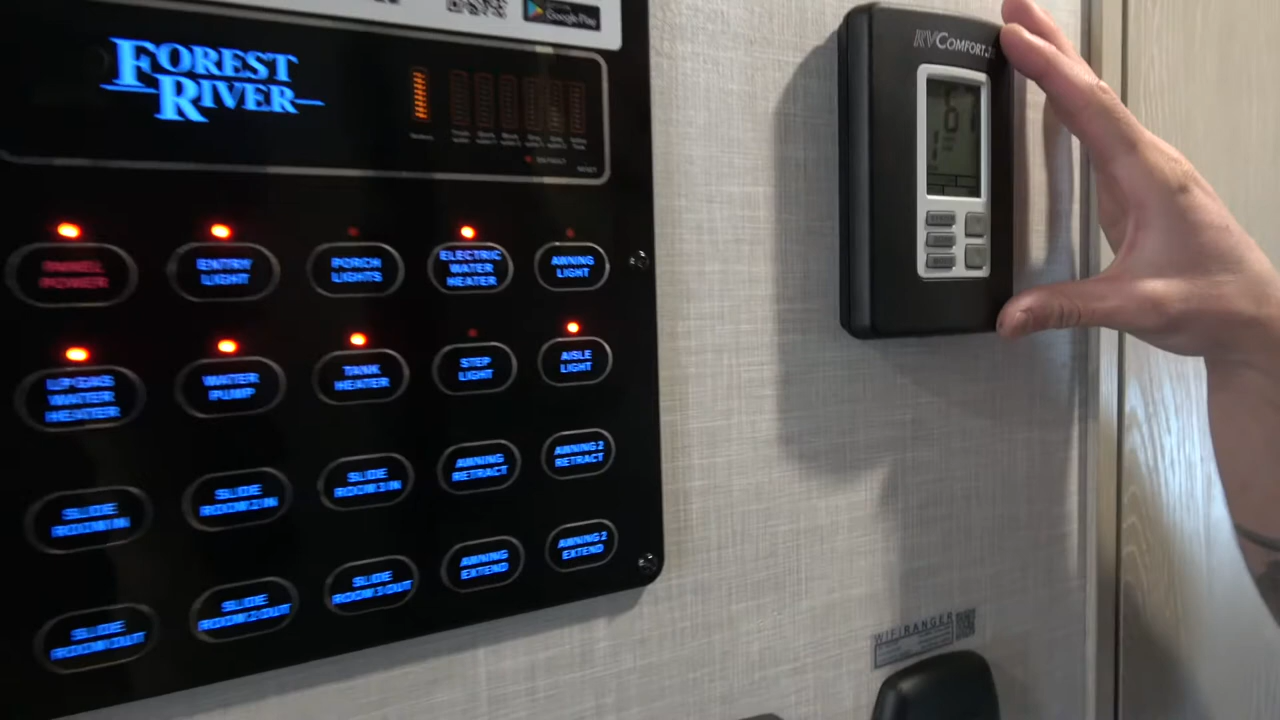 Google Play
FOREST
RIVER
RVCOMFORT
61
PANEL
POWER
ENTRY
LIGHT
PORCH
LIGHTS
ELECTRIC
WATER
HEATER
AWNING
LIGHT
LP GAS
WATER
HEATER
WATER
PUMP
TANK
HEATER
STEP
LIGHT
AISLE
LIGHT
SLIDE
ROOM 1 IN
SLIDE
ROOM 2 IN
SLIDE
ROOM 3 IN
AWNING
RETRACT
AWNING 2
RETRACT
SLIDE
ROOM 1 OUT
SLIDE
ROOM 2 OUT
SLIDE
ROOM 3 OUT
AWNING
EXTEND
AWNING 2
EXTEND
WIFIRANGER